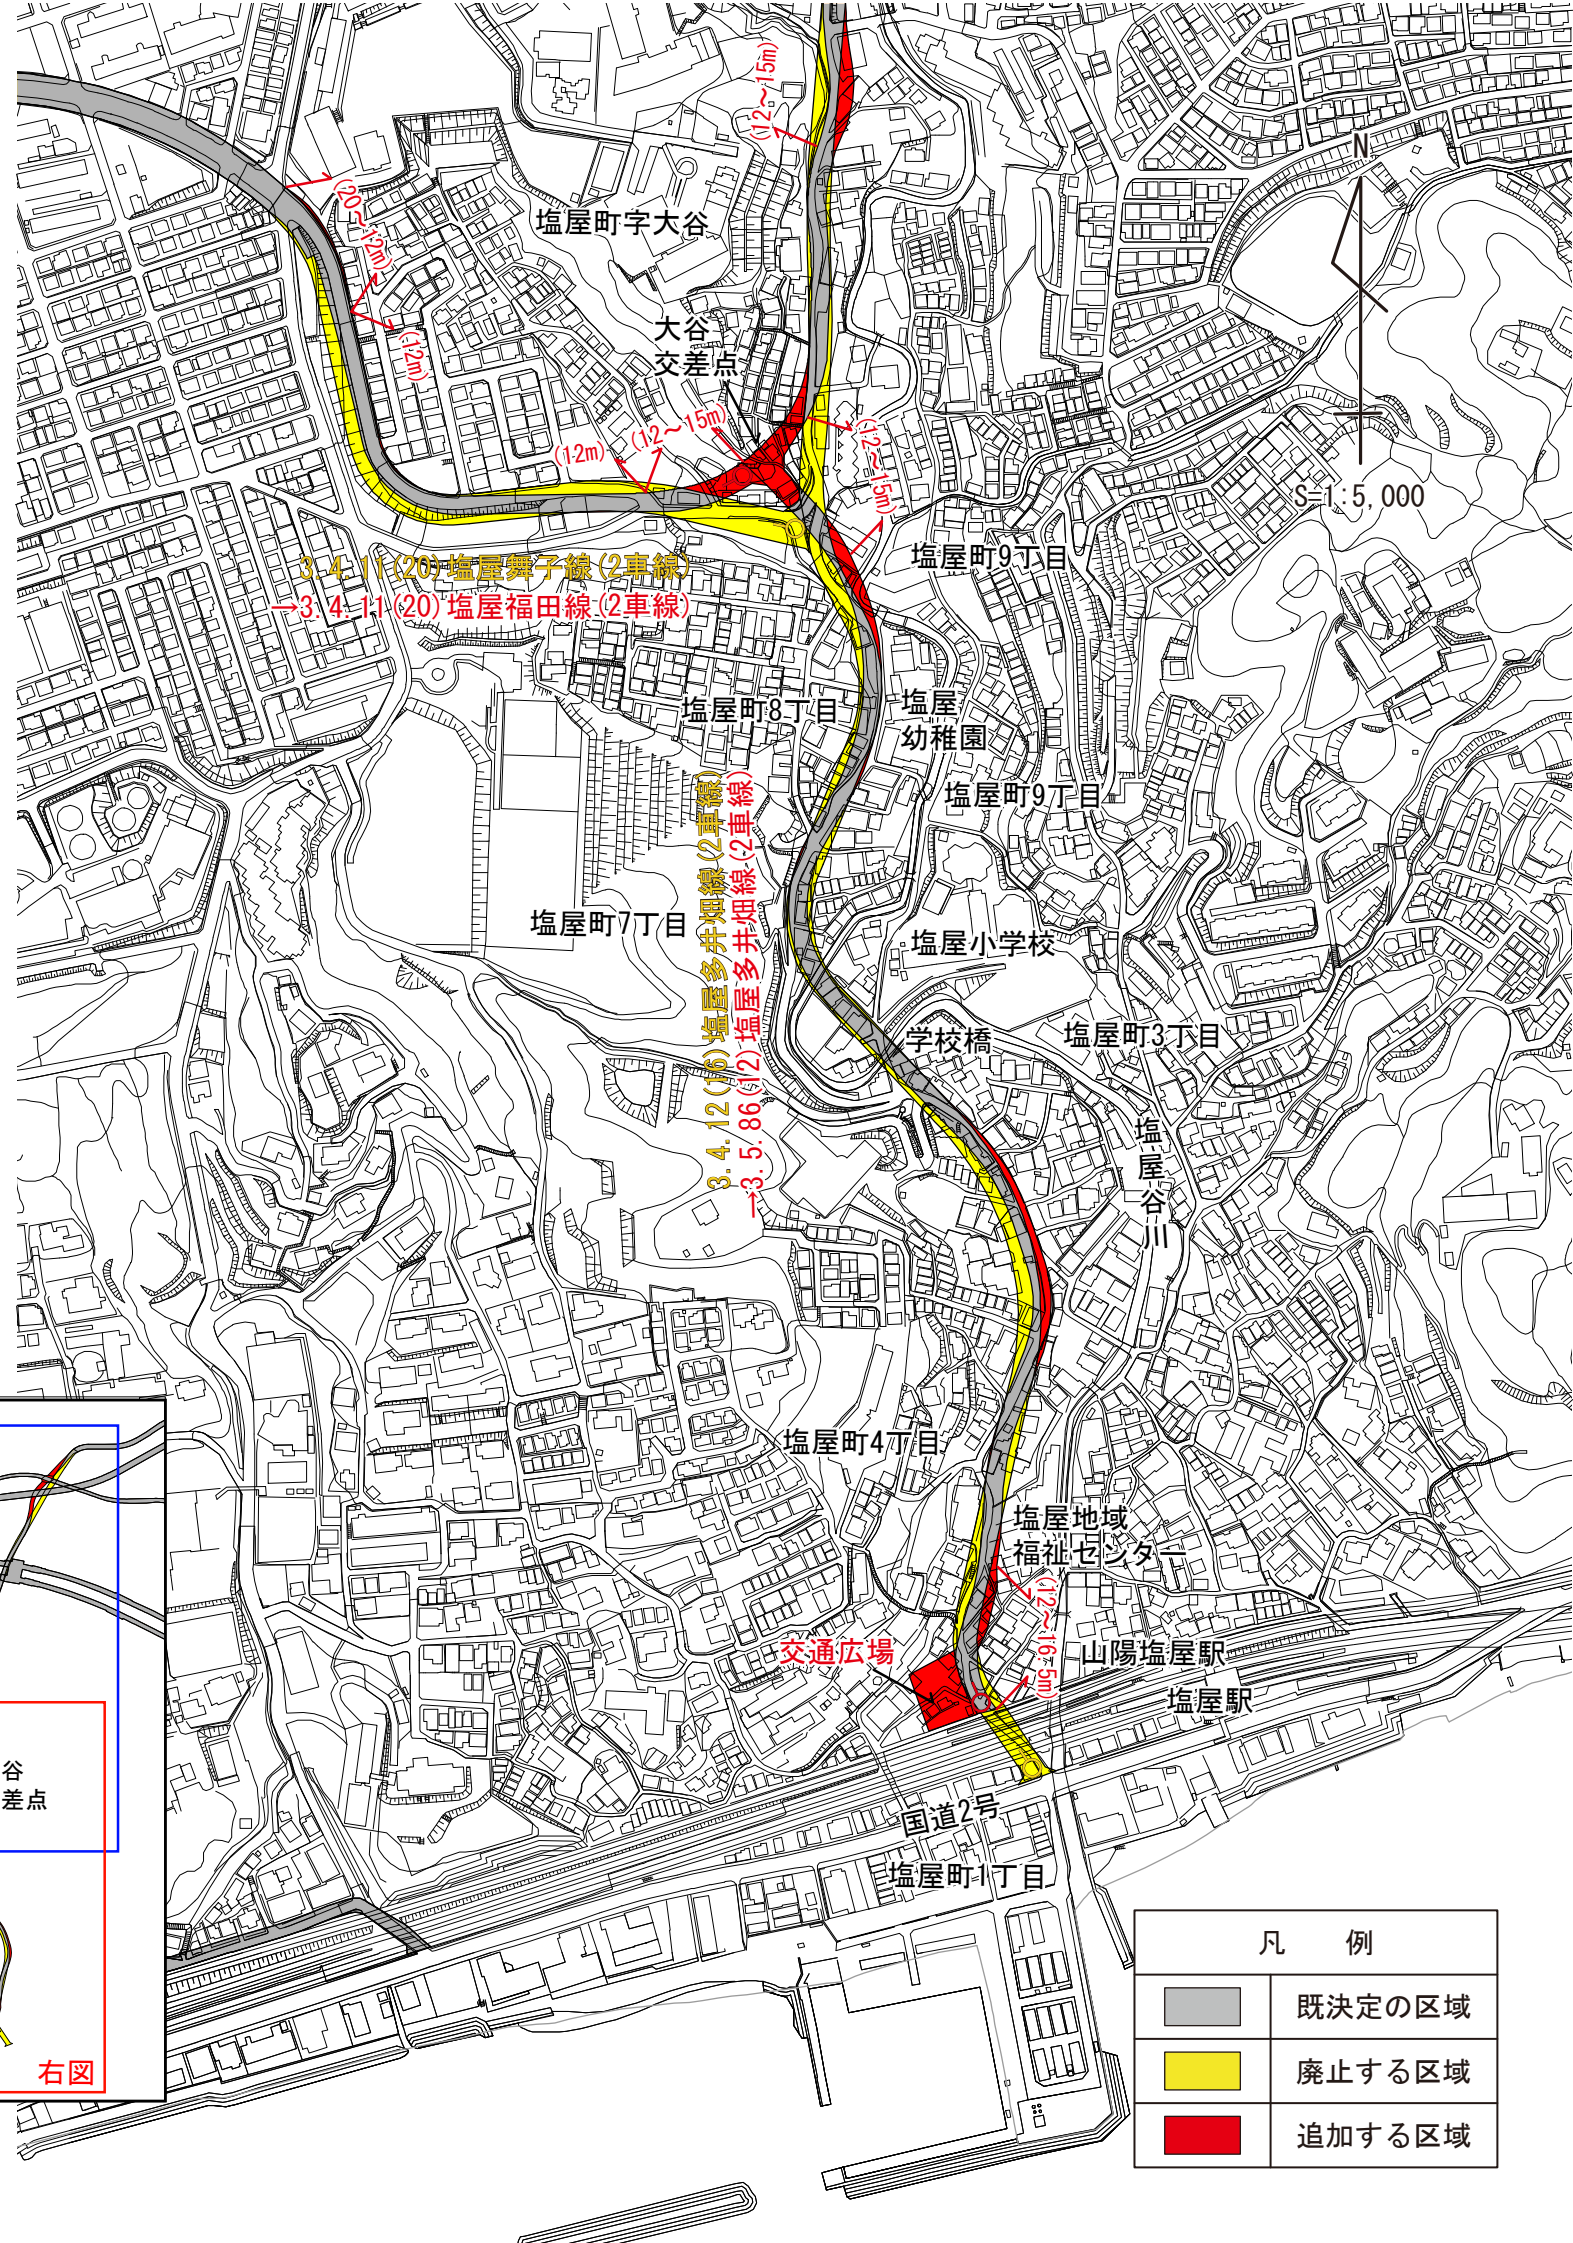 (12～15m)
N
(20～12m)
塩屋町字大谷
(12m)
大谷
交差点
(12m)
(12～15m)
(12～15m)
S=1:5,000
3.4.11(20)塩屋舞子線(2車線)
→3.4.11(20)塩屋福田線(2車線)
塩屋町9丁目
塩屋町8丁目
塩屋
幼稚園
塩屋町9丁目
3.4.12(16)塩屋多井畑線(2車線)
→3.5.86(12)塩屋多井畑線(2車線)
塩屋町7丁目
塩屋小学校
学校橋
塩屋町3丁目
塩屋谷川
塩屋町4丁目
塩屋地域
福祉センター
(12～16.5m)
交通広場
山陽塩屋駅
塩屋駅
谷
差点
国道2号
塩屋町1丁目
右図
凡例
既決定の区域
廃止する区域
追加する区域